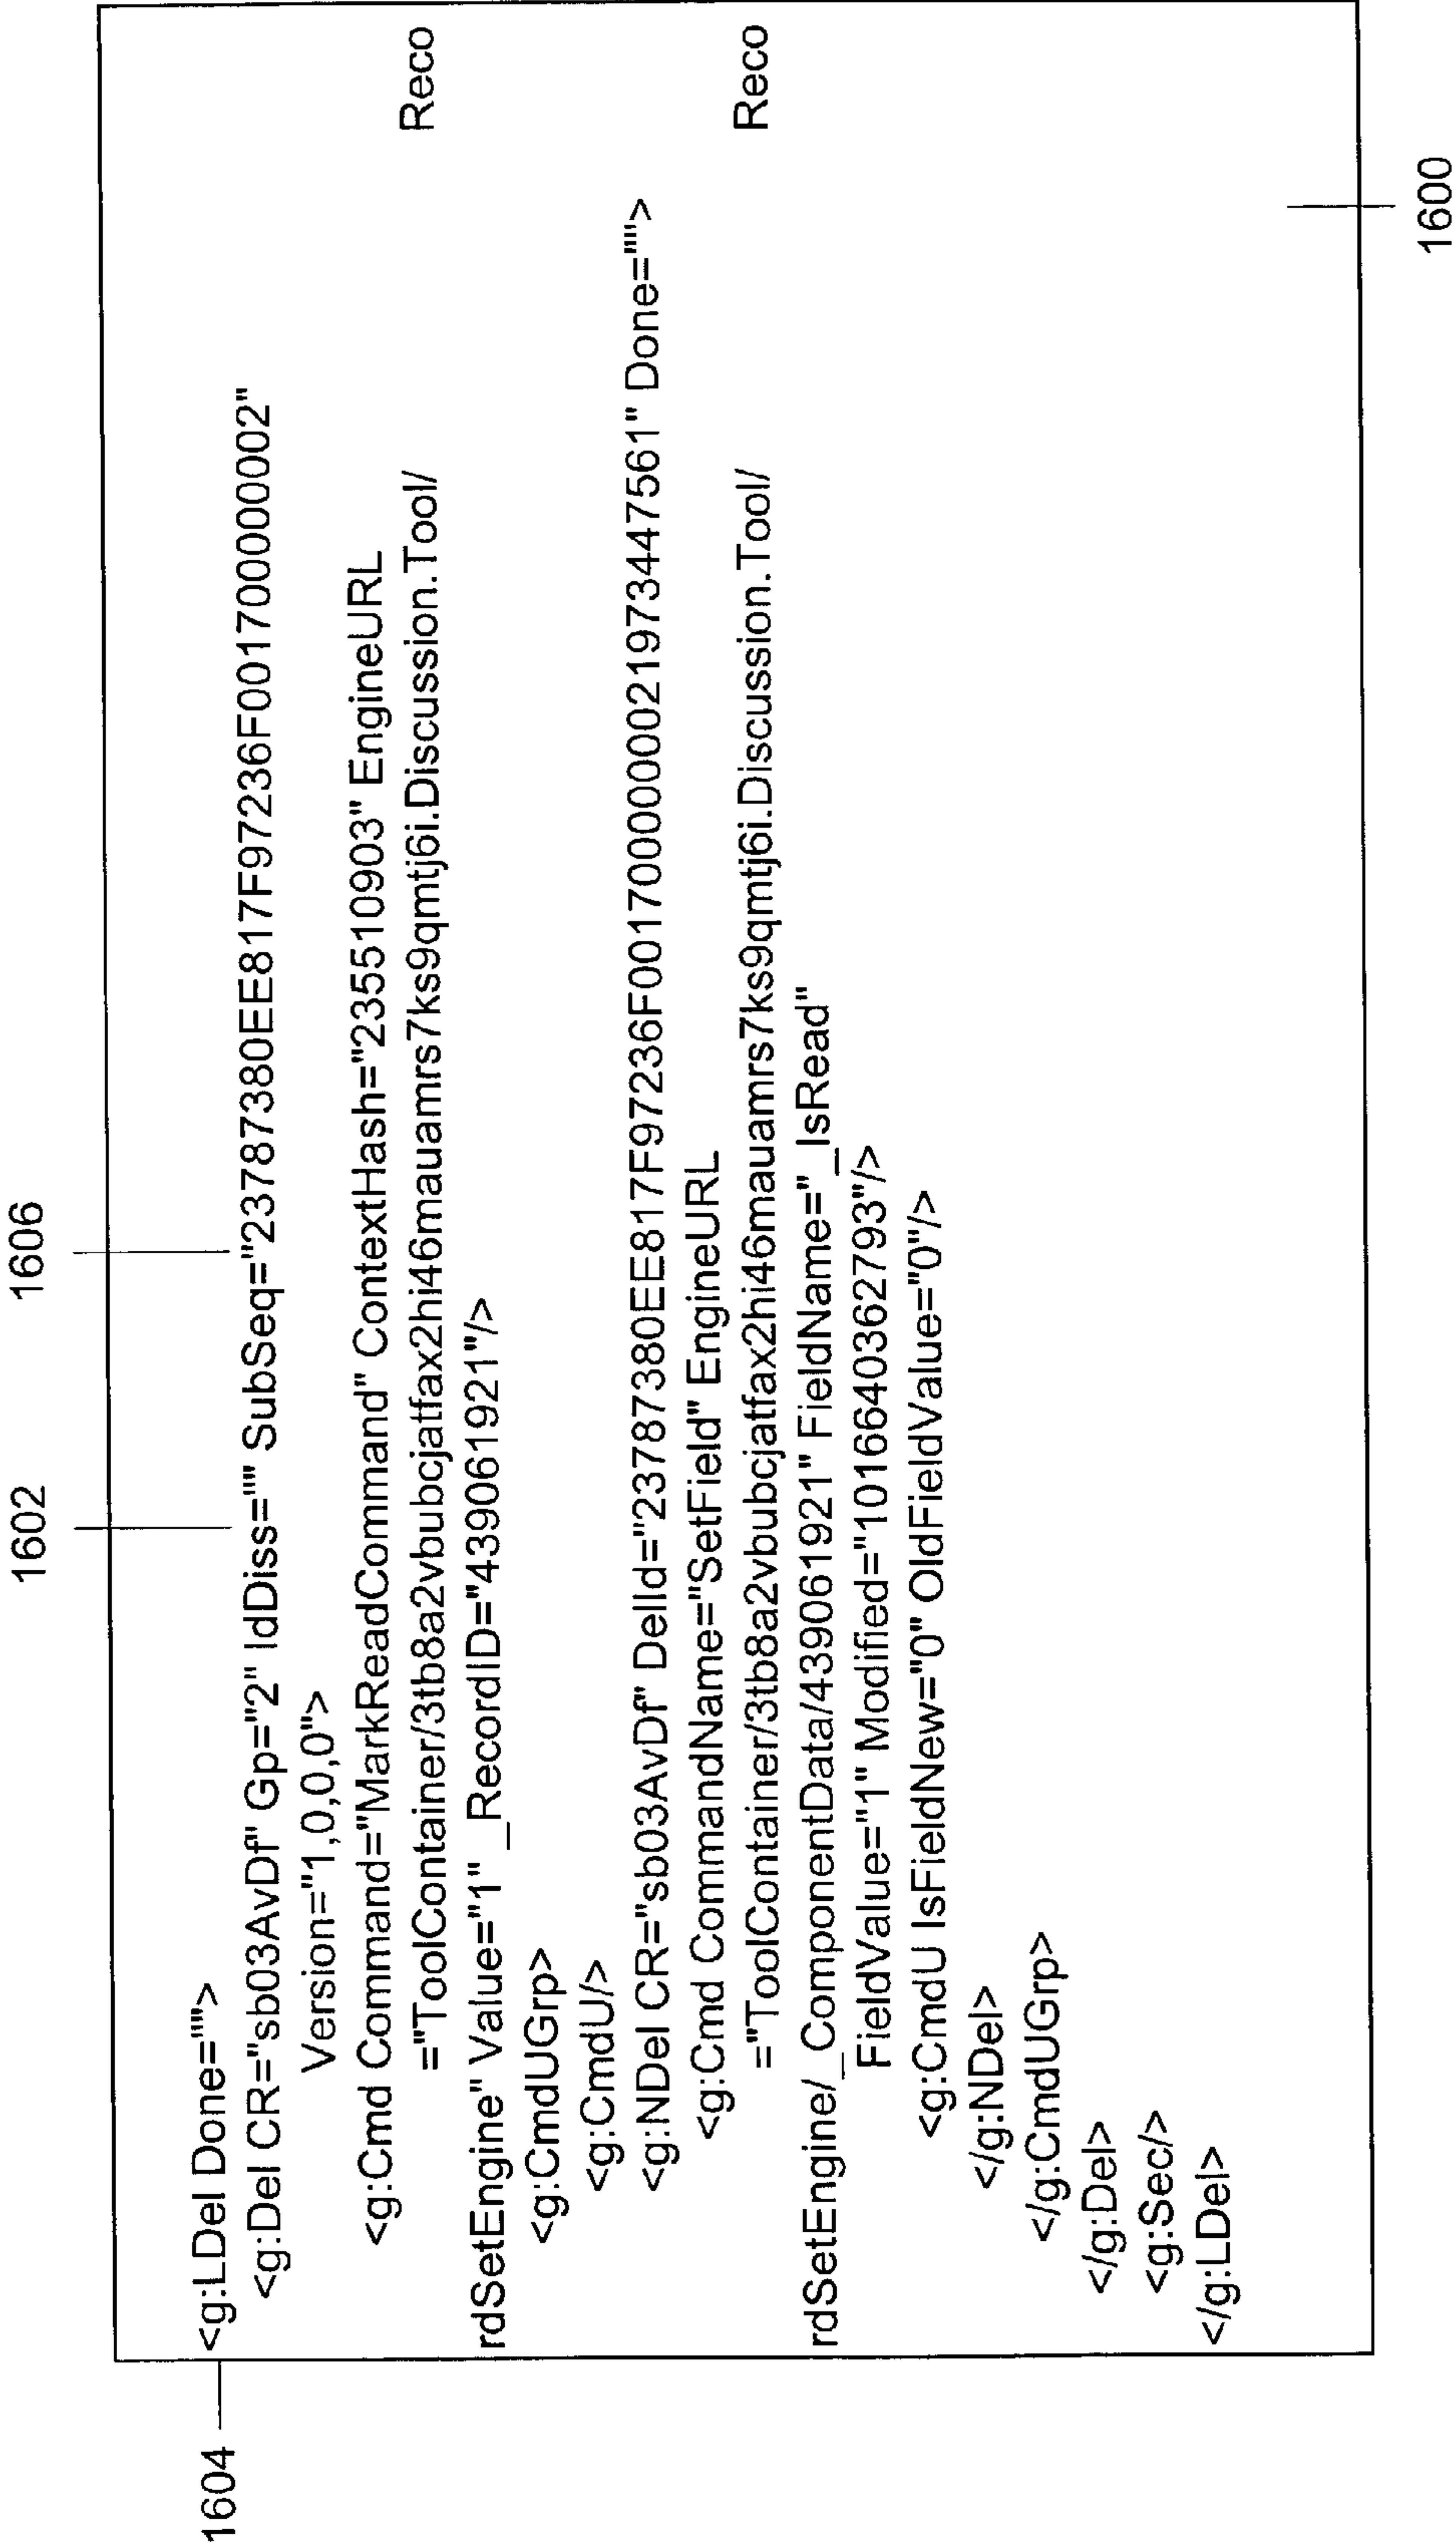 1602
1606
1604
<g:LDel Done="">
<g:Del CR="sb03AvDf" Gp="2" IdDiss="" SubSeq="23787380EE817F97236F001700000002"
Version="1,0,0,0">
<g:Cmd Command="MarkReadCommand" ContextHash="235510903" EngineURL
="ToolContainer/3tb8a2vbubcjatfax2hi46mauamrs7ks9qmtj6i.Discussion.Tool/ Reco
rdSetEngine" Value="1" _RecordID="439061921"/>
<g:CmdUGrp>
<g:CmdU/>
<g:NDel CR="sb03AvDf" DelId="23787380EE817F97236F0017000000021973447561" Done="">
<g:Cmd CommandName="SetField" EngineURL
="ToolContainer/3tb8a2vbubcjatfax2hi46mauamrs7ks9qmtj6i.Discussion.Tool/ Reco
rdSetEngine/_ComponentData/439061921" FieldName="_IsRead"
FieldValue="1" Modified="1016640362793"/>
<g:CmdU IsFieldNew="0" OldFieldValue="0"/>
</g:NDel>
</g:CmdUGrp>
</g:Del>
<g:Sec/>
</g:LDel>
1600